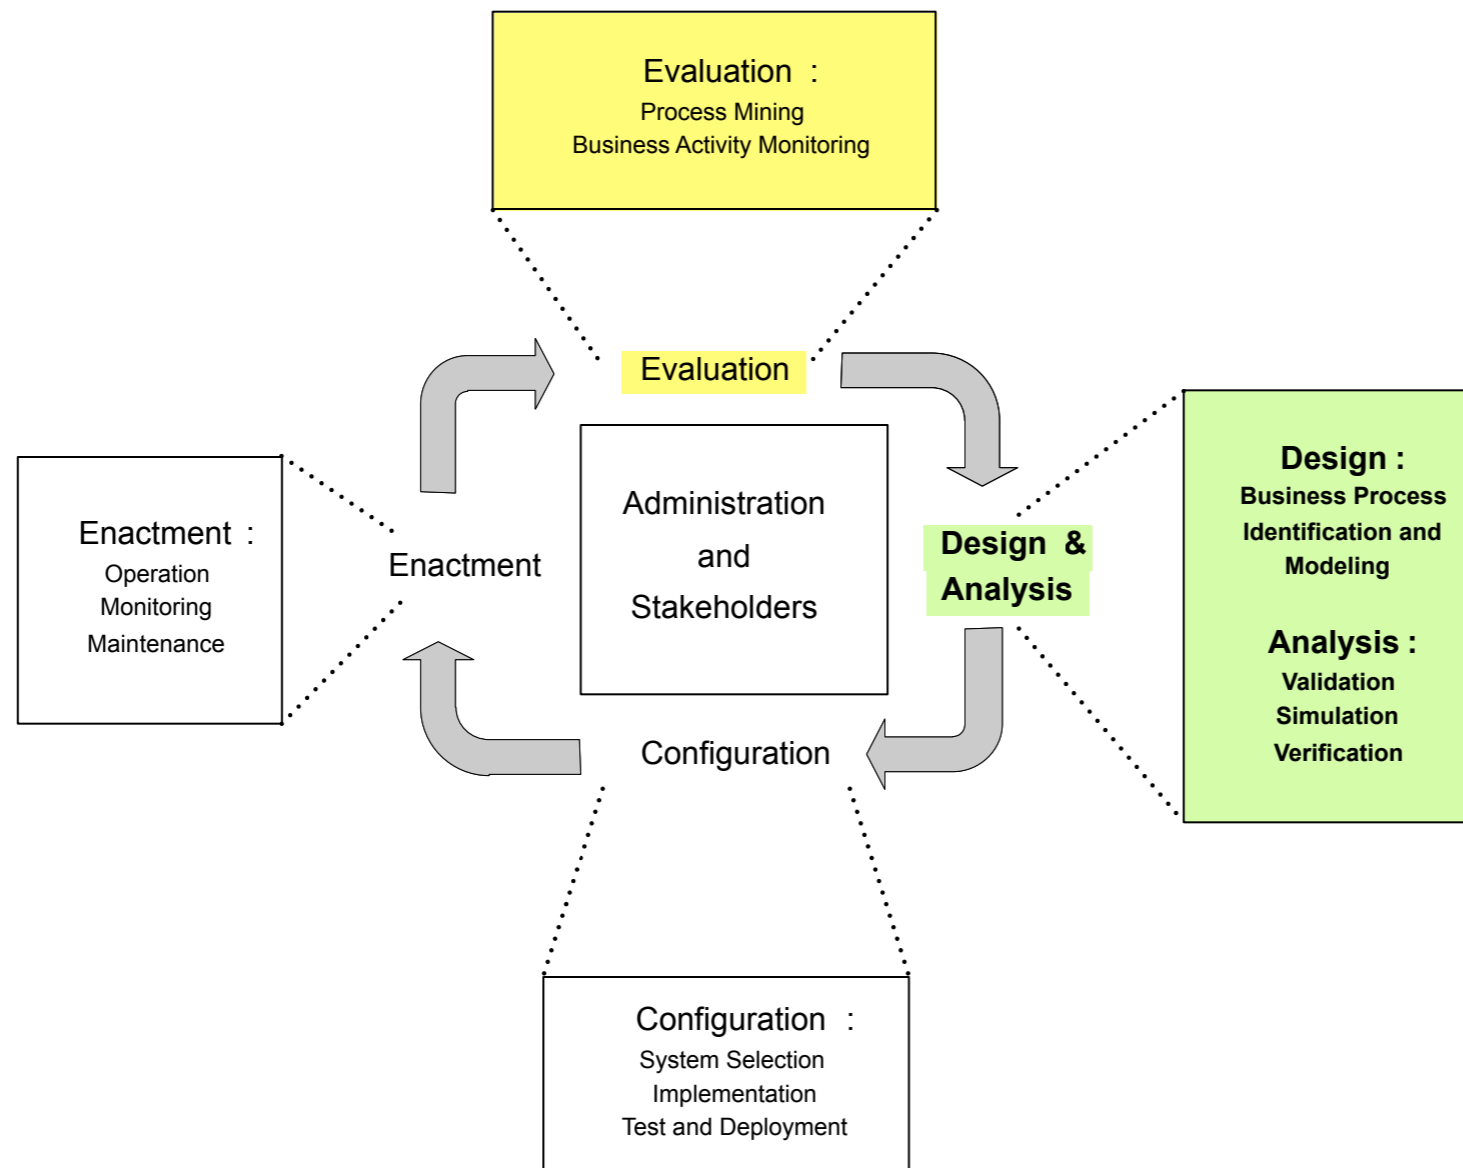 Evaluation :
Process Mining
Business Activity Monitoring
Evaluation
Design :
Business Process
Identification and
Modeling
Analysis :
Validation
Simulation
Verification
Enactment :
Operation
Monitoring
Maintenance
Enactment
Administration
and
Stakeholders
Design &
Analysis
Configuration
Configuration :
System Selection
Implementation
Test and Deployment